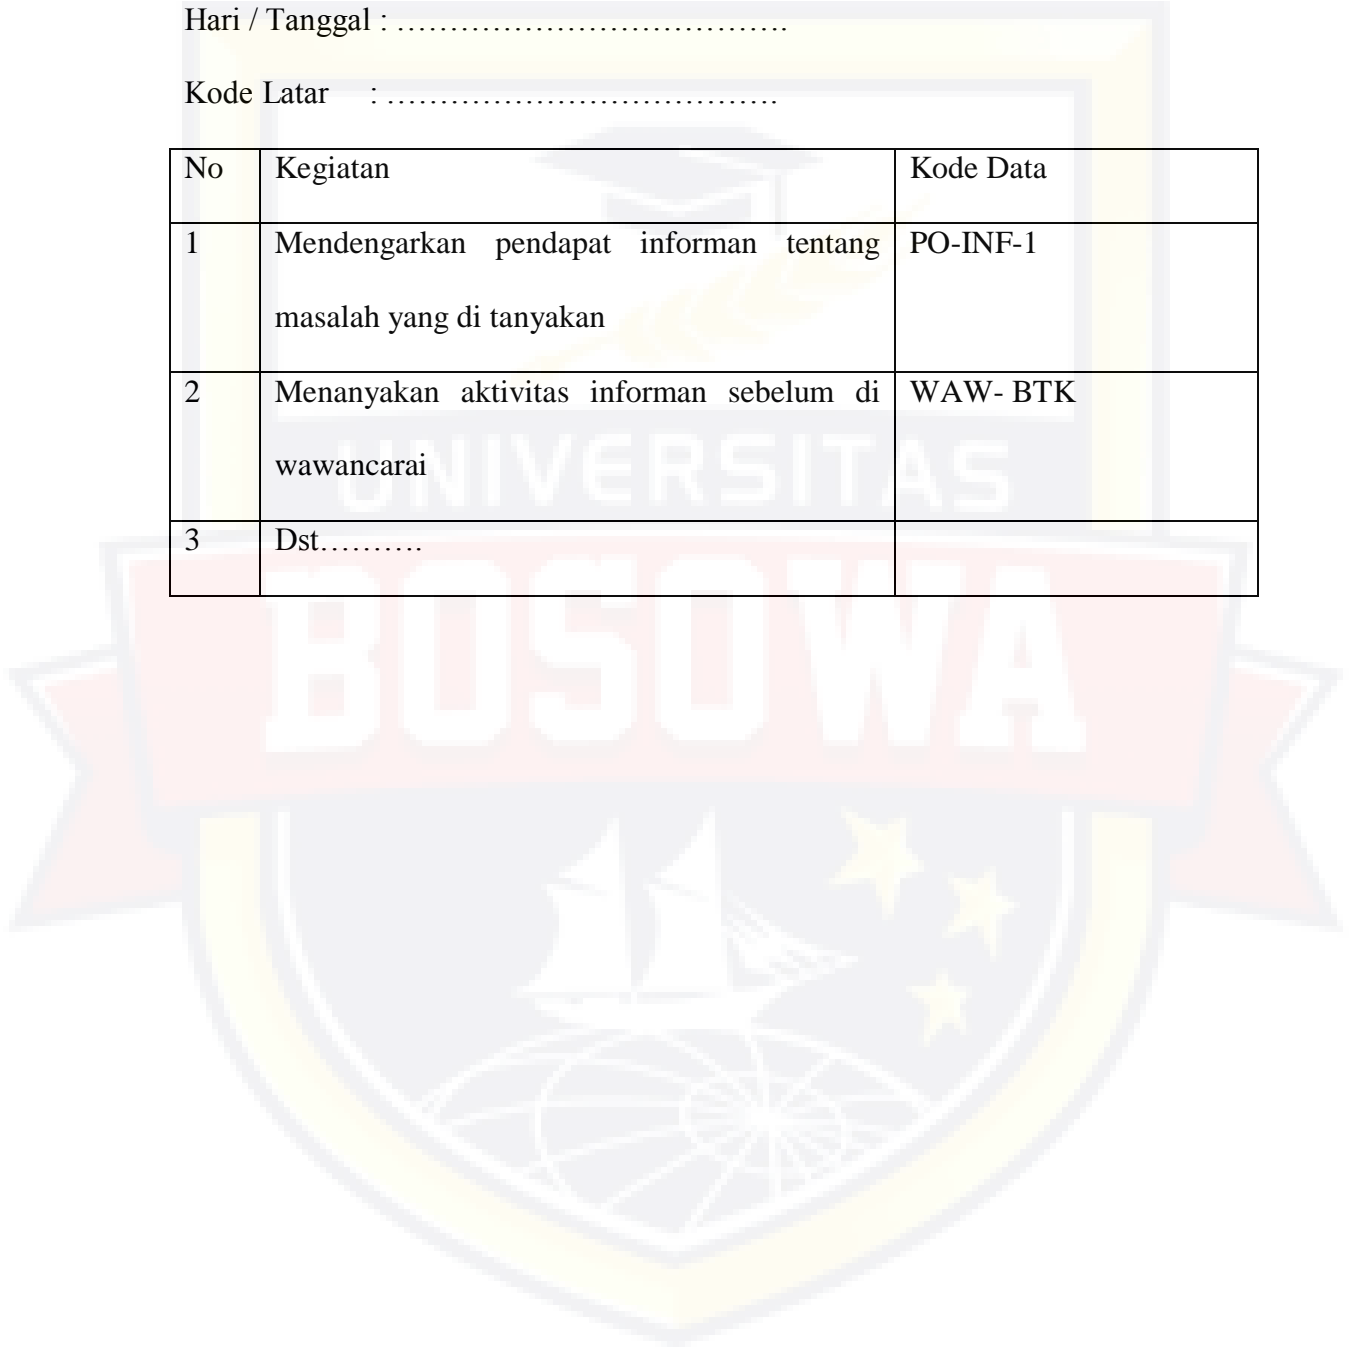 Hari / Tanggal : ……………………………….
Kode Latar : ……………………………….
No Kegiatan Kode Data
1 Mendengarkan pendapat informan tentang PO-INF-1
masalah yang di tanyakan
2 Menanyakan aktivitas informan sebelum di WAW- BTK
wawancarai
3 Dst……….
UNIVERSITAS
BOSOWA